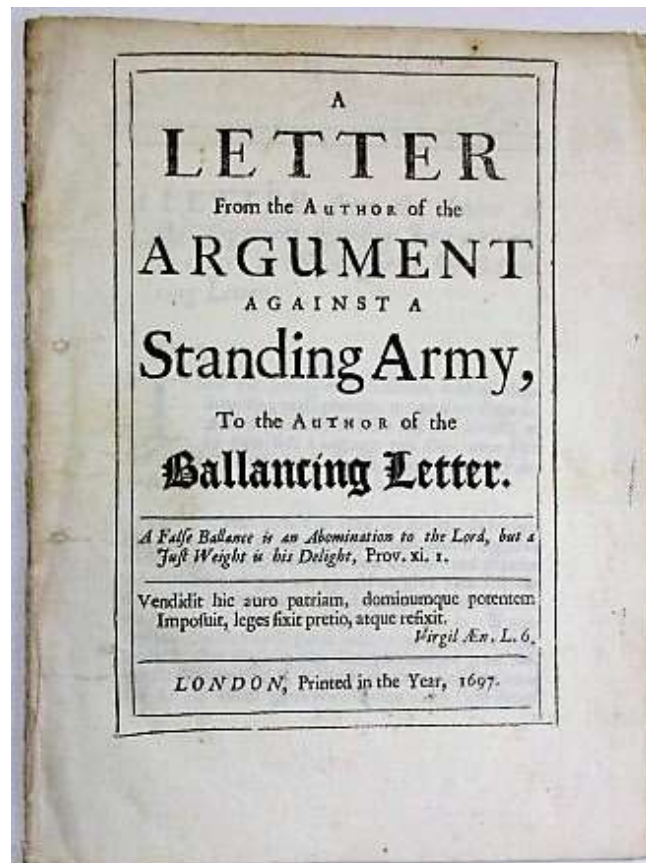 A
LETTER
From the AUTHOR of the
ARGUMENT
AGAINST A
Standing Army,
To the AUTHOR of the
Ballancing Letter.
A Falſe Ballance is an Abomination to the Lord, but a
Juſt Weight is his Delight, Prov. xi. 1.
Vendidit hic auro patriam, dominumque potentem
Impoſuit, leges fixit pretio, atque refixit.
Virgil Æn. L. 6.
LONDON, Printed in the Year, 1697.